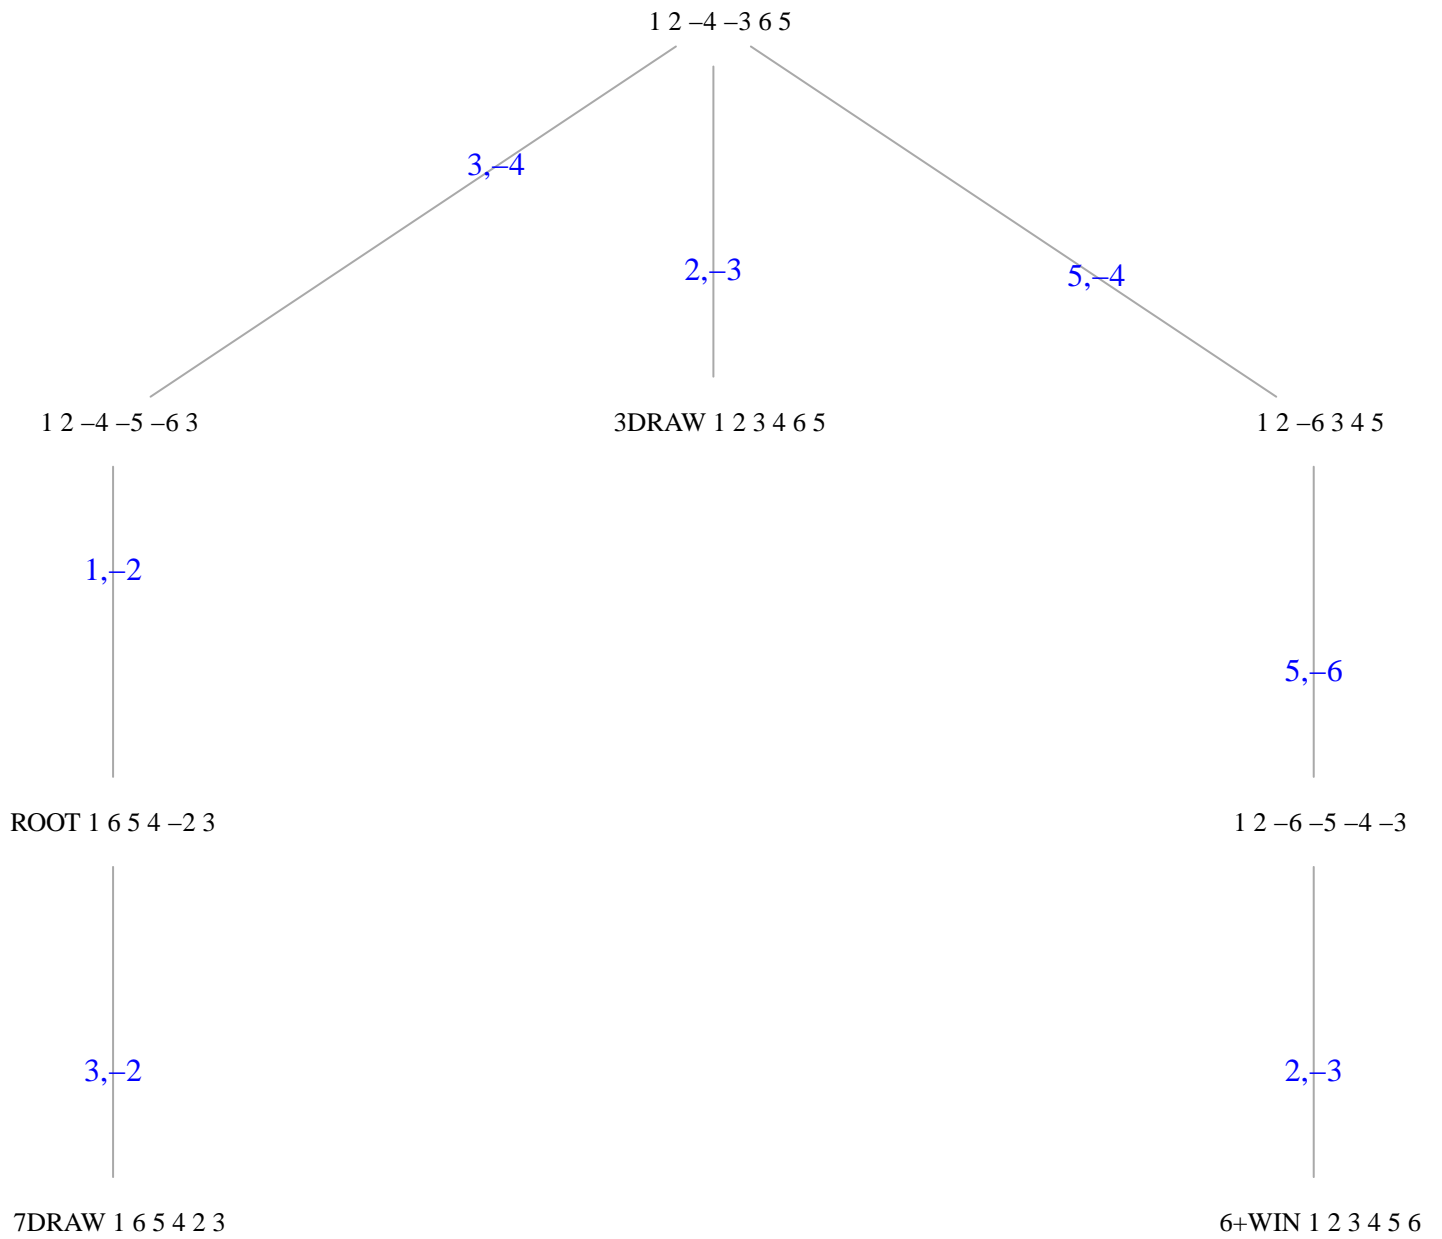 1 2 –4 –3 6 5
3,–4
2,–3
5,–4
1 2 –4 –5 –6 3
3DRAW 1 2 3 4 6 5
1 2 –6 3 4 5
1,–2
5,–6
ROOT 1 6 5 4 –2 3
1 2 –6 –5 –4 –3
3,–2
2,–3
7DRAW 1 6 5 4 2 3
6+WIN 1 2 3 4 5 6